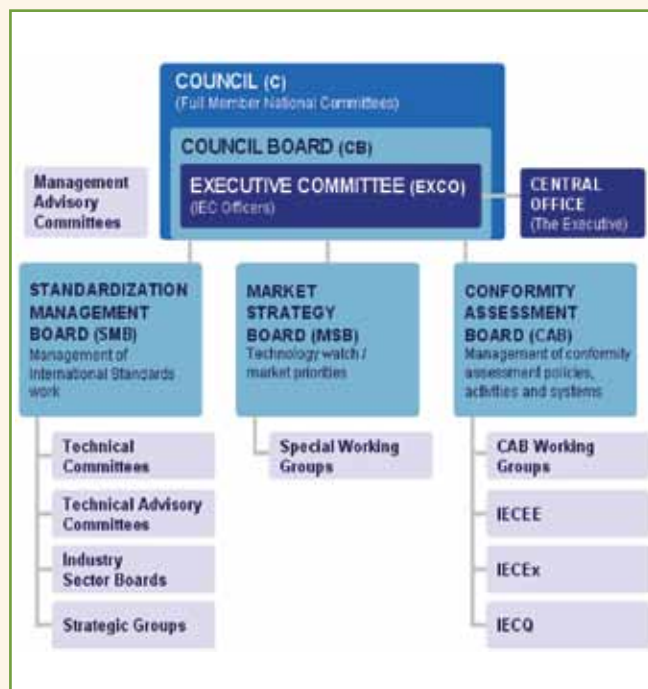 COUNCIL (C)
(Full Member National Committees)
COUNCIL BOARD (CB)
Management
Advisory
Committees
EXECUTIVE COMMITTEE (EXCO)
(IEC Officers)
CENTRAL
OFFICE
(The Executive)
STANDARDIZATION
MANAGEMENT
BOARD (SMB)
Management of
International Standards
work
MARKET
STRATEGY
BOARD (MSB)
Technology watch /
market priorities
CONFORMITY
ASSESSMENT
BOARD (CAB)
Management of conformity
assessment policies,
activities and systems
Technical
Committees
Technical Advisory
Committees
Industry
Sector Boards
Strategic Groups
Special Working
Groups
CAB Working
Groups
IECEE
IECEx
IECQ